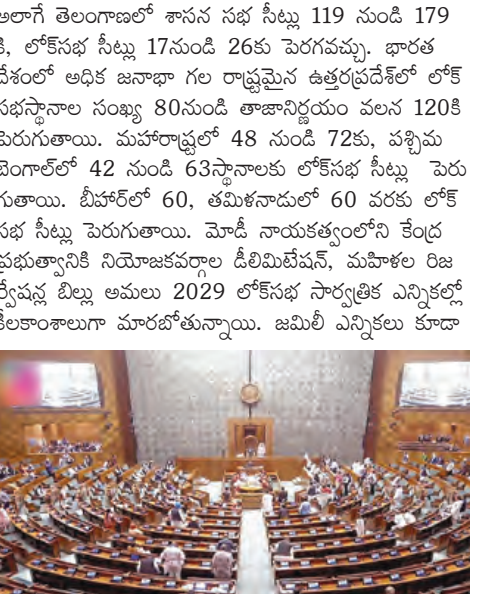 అలాగే తెలంగాణలో శాసన సభ సీట్లు 119 నుండి 179
కి, లోక్‌సభ సీట్లు 17నుండి 26కు పెరగవచ్చు. భారత
దేశంలో అధిక జనాభా గల రాష్ట్రమైన ఉత్తరప్రదేశ్‌లో లోక్
సభస్థానాల సంఖ్య 80నుండి తాజానిర్ణయం వలన 120కి
పెరుగుతాయి. మహారాష్ట్రలో 48 నుండి 72కు, పశ్చిమ
బెంగాల్‌లో 42 నుండి 63స్థానాలకు లోక్‌సభ సీట్లు పెరు
గుతాయి. బీహార్‌లో 60, తమిళనాడులో 60 వరకు లోక్
సభ సీట్లు పెరుగుతాయి. మోడీ నాయకత్వంలోని కేంద్ర
ప్రభుత్వానికి నియోజకవర్గాల డీలిమిటేషన్, మహిళల రిజ
ర్వేషన్ల బిల్లు అమలు 2029 లోక్‌సభ సార్వత్రిక ఎన్నికల్లో
కీలకాంశాలుగా మారబోతున్నాయి. జమిలీ ఎన్నికలు కూడా